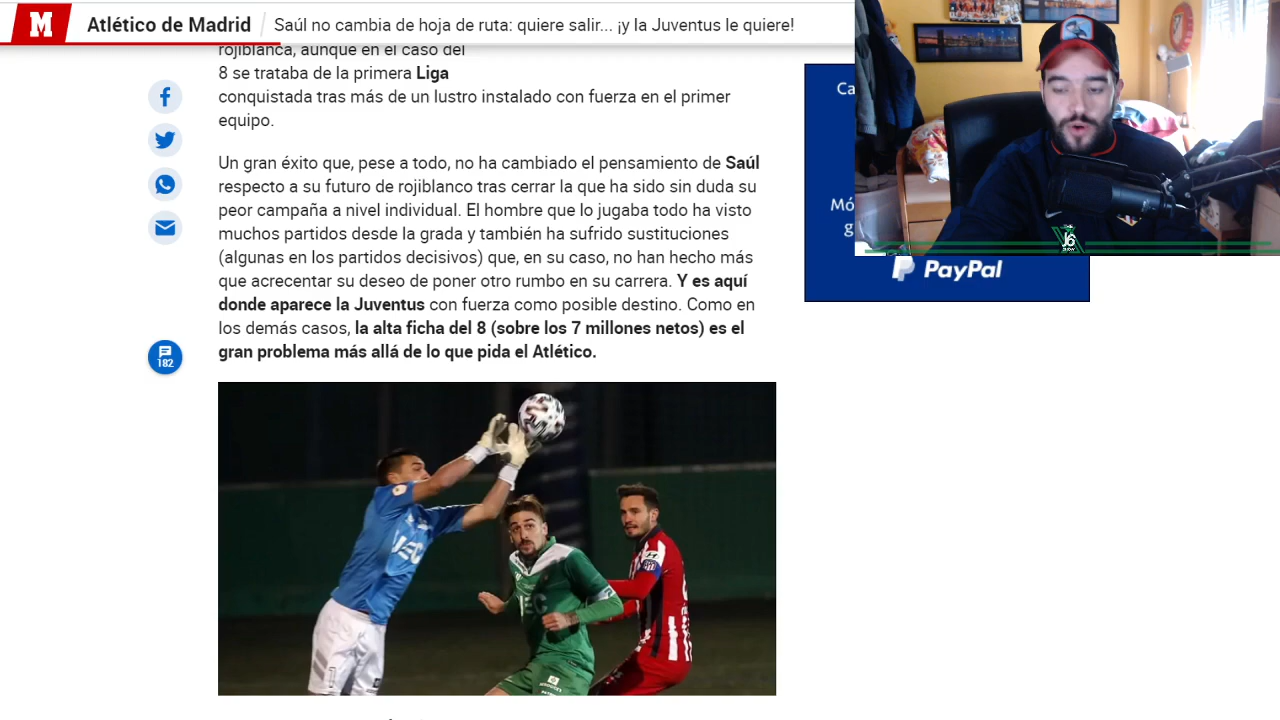 M Atlético de Madrid Saúl no cambia de hoja de ruta: quiere salir... ¡y la Juventus le quiere!
rojiblanca, aunque en el caso del
8 se trataba de la primera Liga
conquistada tras más de un lustro instalado con fuerza en el primer
equipo.
Un gran éxito que, pese a todo, no ha cambiado el pensamiento de Saúl
respecto a su futuro de rojiblanco tras cerrar la que ha sido sin duda su
peor campaña a nivel individual. El hombre que lo jugaba todo ha visto
muchos partidos desde la grada y también ha sufrido sustituciones
(algunas en los partidos decisivos) que, en su caso, no han hecho más
que acrecentar su deseo de poner otro rumbo en su carrera. Y es aquí
donde aparece la Juventus con fuerza como posible destino. Como en
los demás casos, la alta ficha del 8 (sobre los 7 millones netos) es el
gran problema más allá de lo que pida el Atlético.
182
PayPal
J6